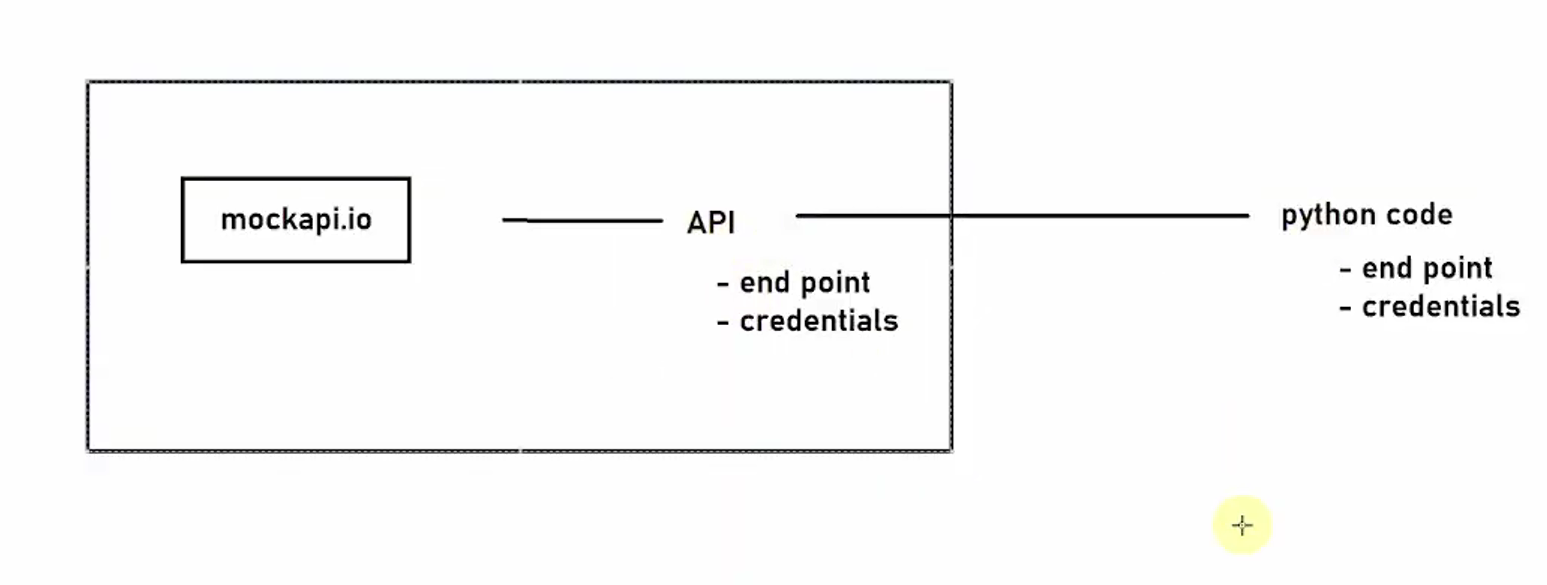 mockapi.io
API
- end point
- credentials
python code
- end point
- credentials